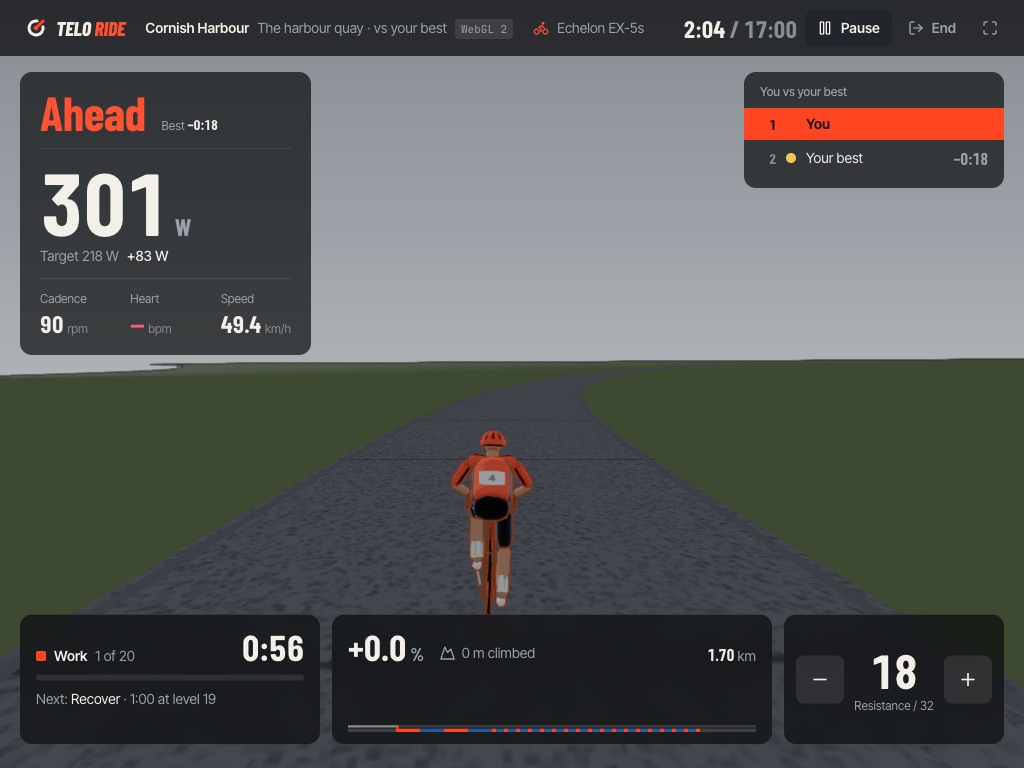 TELO RIDE
Cornish Harbour The harbour quay · vs your best WebGL 2
Echelon EX-5s
2:04 / 17:00
Pause
End
Ahead Best −0:18
301 W
Target 218 W +83 W
Cadence Heart Speed
90 rpm – bpm 49.4 km/h
You vs your best
1 You
2 Your best −0:18
4
Work 1 of 20 0:56
Next: Recover · 1:00 at level 19
+0.0 % 0 m climbed 1.70 km
− 18 +
Resistance / 32